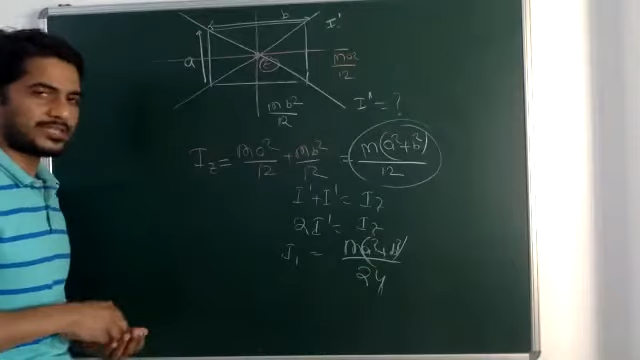 b I'
a ma²/12
mb²/12 I' = ?
I_z = ma²/12 + mb²/12 = m(a²+b²)/12
I' + I' = I_z
2I' = I_z
I_1 = m(a²+b²)/24